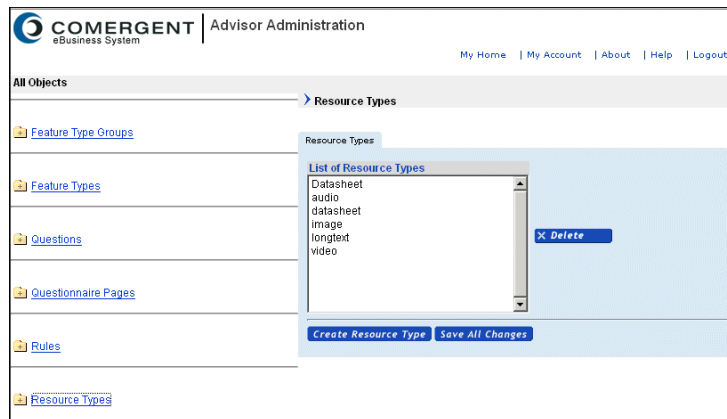 COMERGENT
eBusiness System
Advisor Administration
My Home | My Account | About | Help | Logout
All Objects
Feature Type Groups
Feature Types
Questions
Questionnaire Pages
Rules
Resource Types
Resource Types
Resource Types
List of Resource Types
Datasheet
audio
datasheet
image
longtext
video
X Delete
Create Resource Type
Save All Changes